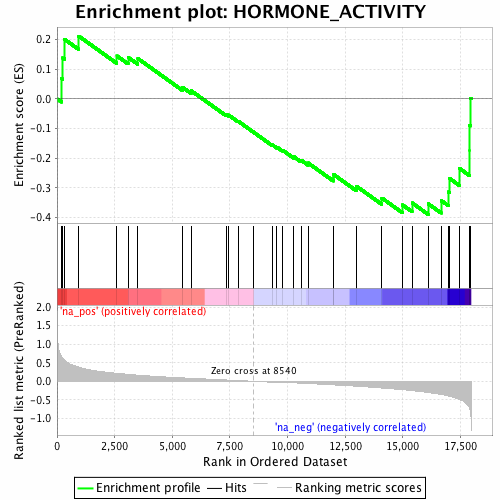 Enrichment plot: HORMONE_ACTIVITY
Enrichment score (ES)
0.2
0.1
0.0
-0.1
-0.2
-0.3
-0.4
'na_pos' (positively correlated)
Ranked list metric (PreRanked)
2.0
1.5
1.0
0.5
0.0
-0.5
-1.0
Zero cross at 8540
'na_neg' (negatively correlated)
0
2,500
5,000
7,500
10,000
12,500
15,000
17,500
Rank in Ordered Dataset
Enrichment profile
Hits
Ranking metric scores